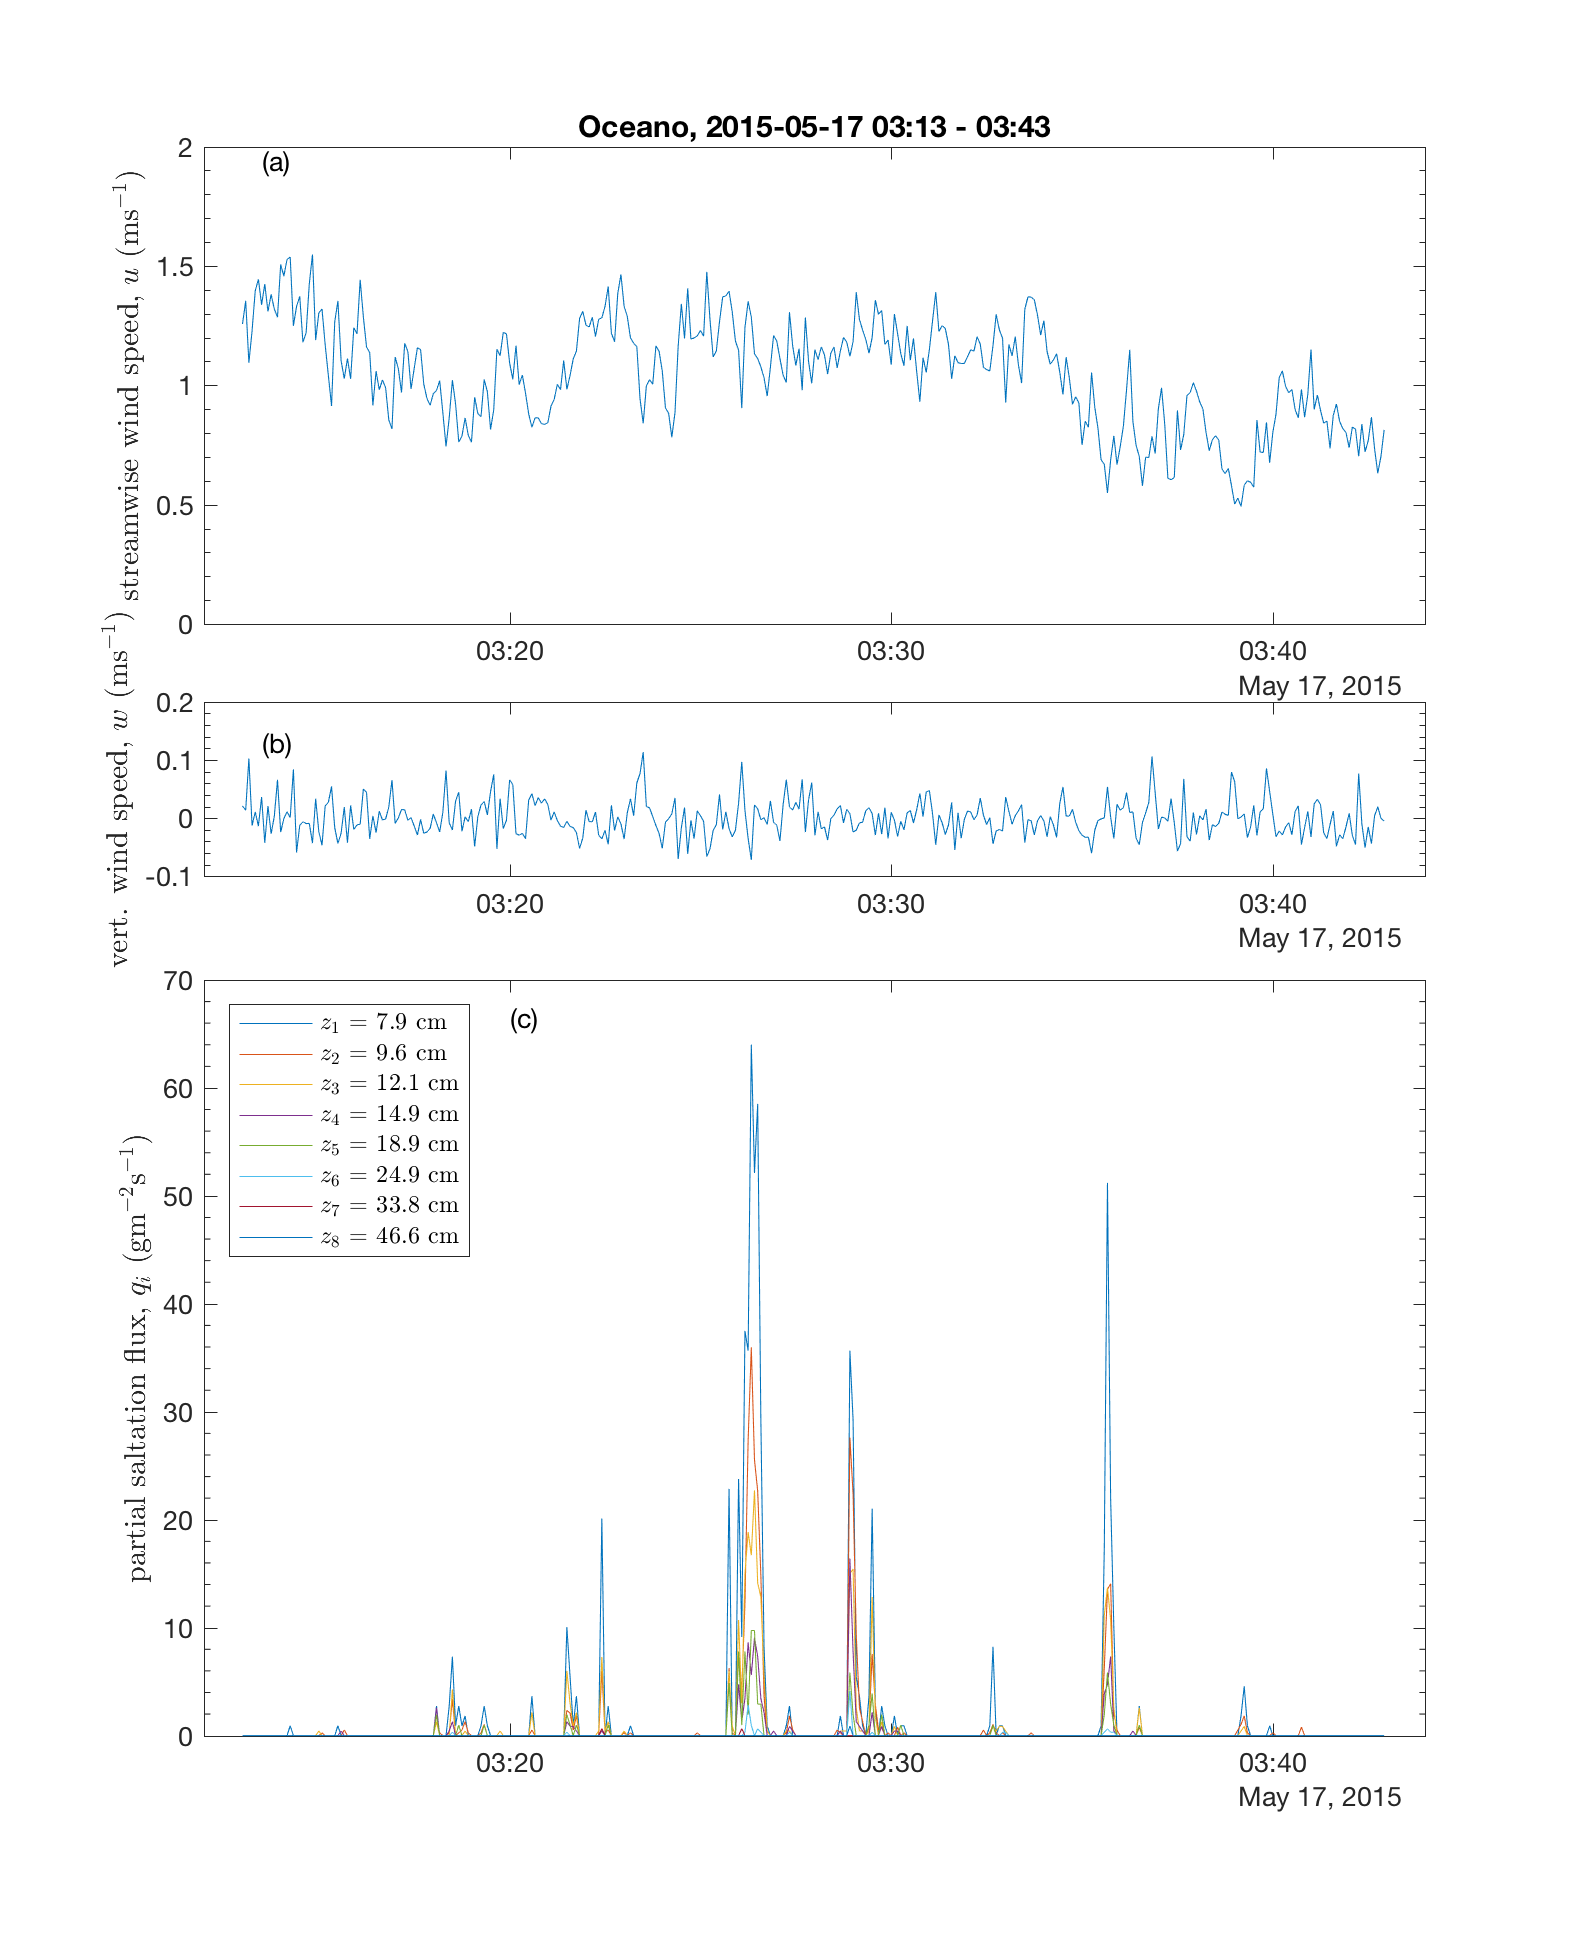 Oceano, 2015-05-17 03:13 - 03:43
(a)
streamwise wind speed, u (ms⁻¹)
2
1.5
1
0.5
0
03:20 03:30 03:40
May 17, 2015
(b)
vert. wind speed, w (ms⁻¹)
0.2
0.1
0
-0.1
03:20 03:30 03:40
May 17, 2015
(c)
partial saltation flux, qᵢ (gm⁻²s⁻¹)
70
60
50
40
30
20
10
0
z₁ = 7.9 cm
z₂ = 9.6 cm
z₃ = 12.1 cm
z₄ = 14.9 cm
z₅ = 18.9 cm
z₆ = 24.9 cm
z₇ = 33.8 cm
z₈ = 46.6 cm
03:20 03:30 03:40
May 17, 2015